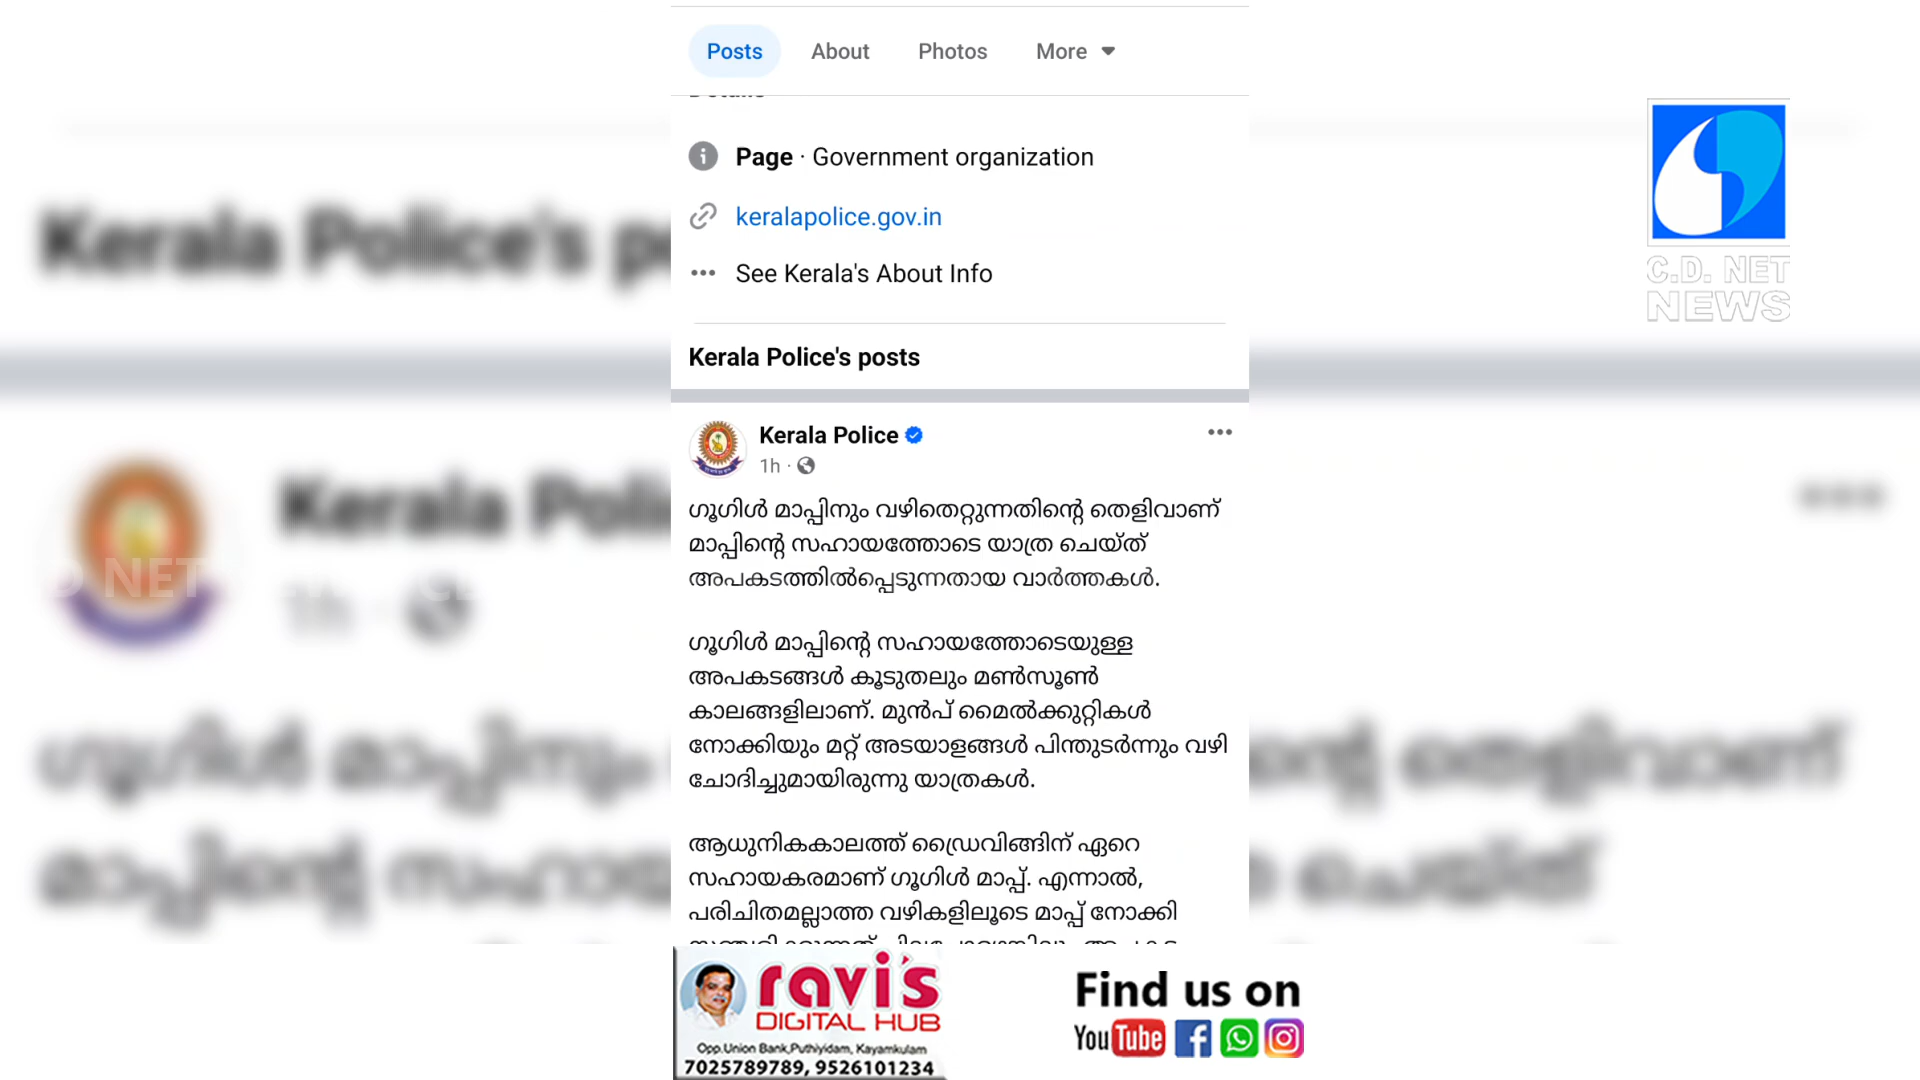 Posts About Photos More
Page · Government organization
keralapolice.gov.in
See Kerala's About Info
Kerala Police's posts
Kerala Police
1h ·
ഗൂഗിൾ മാപ്പിനും വഴിതെറ്റുന്നതിന്റെ തെളിവാണ്
മാപ്പിന്റെ സഹായത്തോടെ യാത്ര ചെയ്ത്
അപകടത്തിൽപ്പെടുന്നതായ വാർത്തകൾ.
ഗൂഗിൾ മാപ്പിന്റെ സഹായത്തോടെയുള്ള
അപകടങ്ങൾ കൂടുതലും മൺസൂൺ
കാലങ്ങളിലാണ്. മുൻപ് മൈൽക്കുറ്റികൾ
നോക്കിയും മറ്റ് അടയാളങ്ങൾ പിന്തുടർന്നും വഴി
ചോദിച്ചുമായിരുന്നു യാത്രകൾ.
ആധുനികകാലത്ത് ഡ്രൈവിങ്ങിന് ഏറെ
സഹായകരമാണ് ഗൂഗിൾ മാപ്പ്. എന്നാൽ,
പരിചിതമല്ലാത്ത വഴികളിലൂടെ മാപ്പ് നോക്കി
C.D. NET
NEWS
ravi's
DIGITAL HUB
Opp.Union Bank,Puthiyidam, Kayamkulam
7025789789, 9526101234
Find us on
YouTube